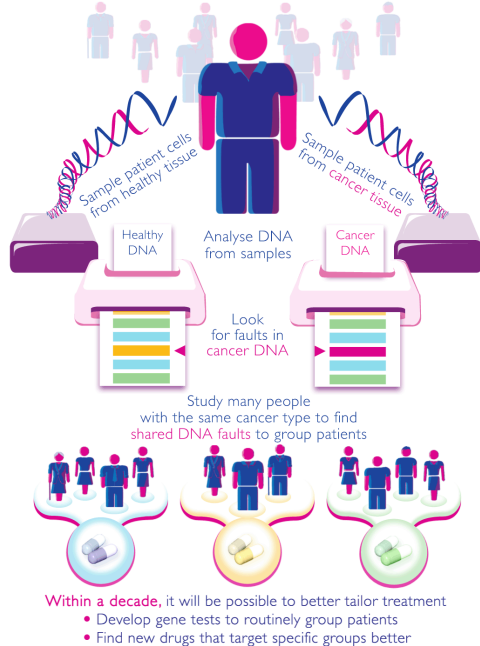 Sample patient cells
from healthy tissue
Sample patient cells
from cancer tissue
Healthy
DNA
Analyse DNA
from samples
Cancer
DNA
Look
for faults in
cancer DNA
Study many people
with the same cancer type to find
shared DNA faults to group patients
Within a decade, it will be possible to better tailor treatment
• Develop gene tests to routinely group patients
• Find new drugs that target specific groups better